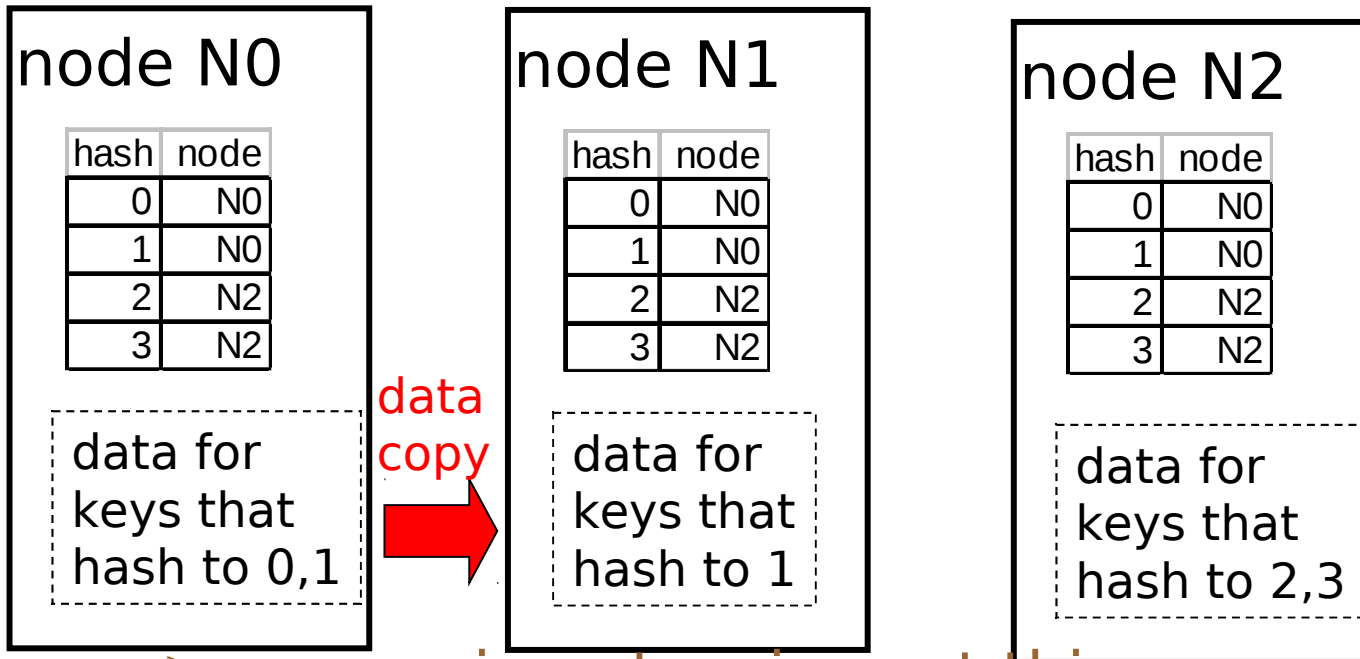 node N0
hash node
0 N0
1 N0
2 N2
3 N2
data for
keys that
hash to 0,1
data
copy
node N1
hash node
0 N0
1 N0
2 N2
3 N2
data for
keys that
hash to 1
node N2
hash node
0 N0
1 N0
2 N2
3 N2
data for
keys that
hash to 2,3